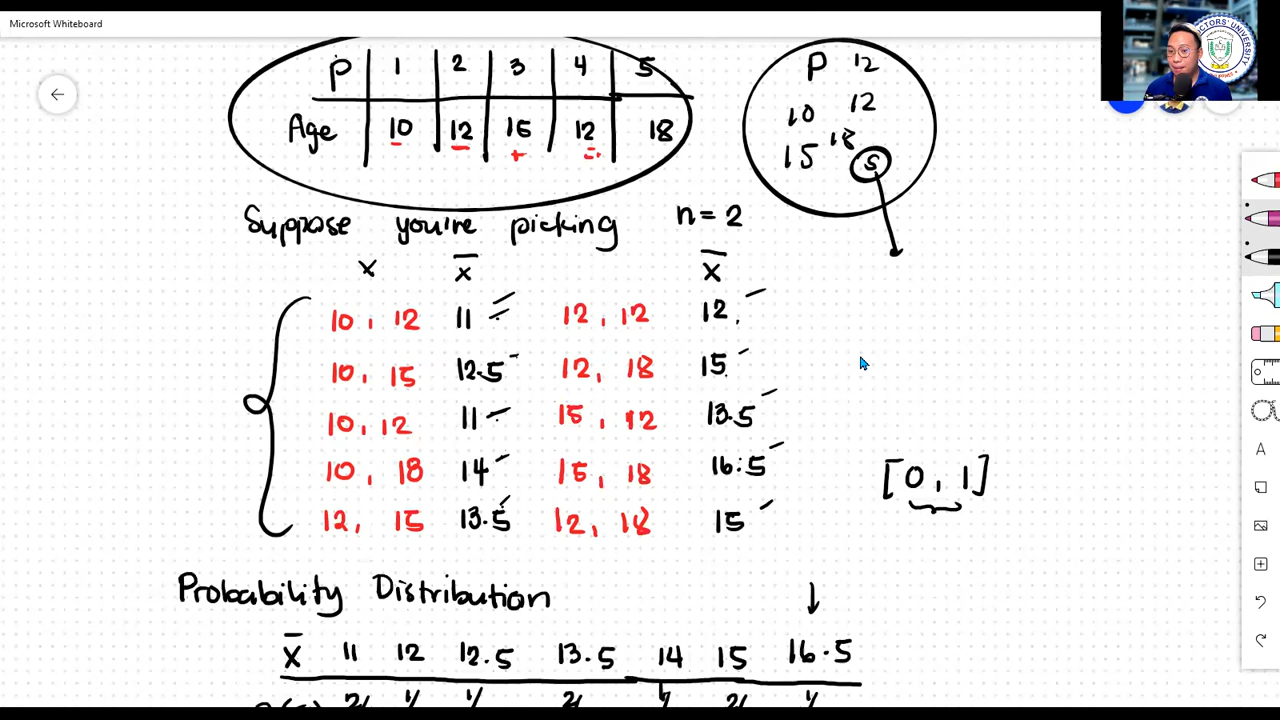 Microsoft Whiteboard
P 1 2 3 4 5
Age 10 12 15 12 18
P 12
10 12
15 18 S
Suppose you're picking n = 2
x x̄ x̄
10, 12 11 12, 12 12
10, 15 12.5 12, 18 15
10, 12 11 15, 12 13.5
10, 18 14 15, 18 16.5
12, 15 13.5 12, 18 15
[0, 1]
Probability Distribution
x̄ 11 12 12.5 13.5 14 15 16.5